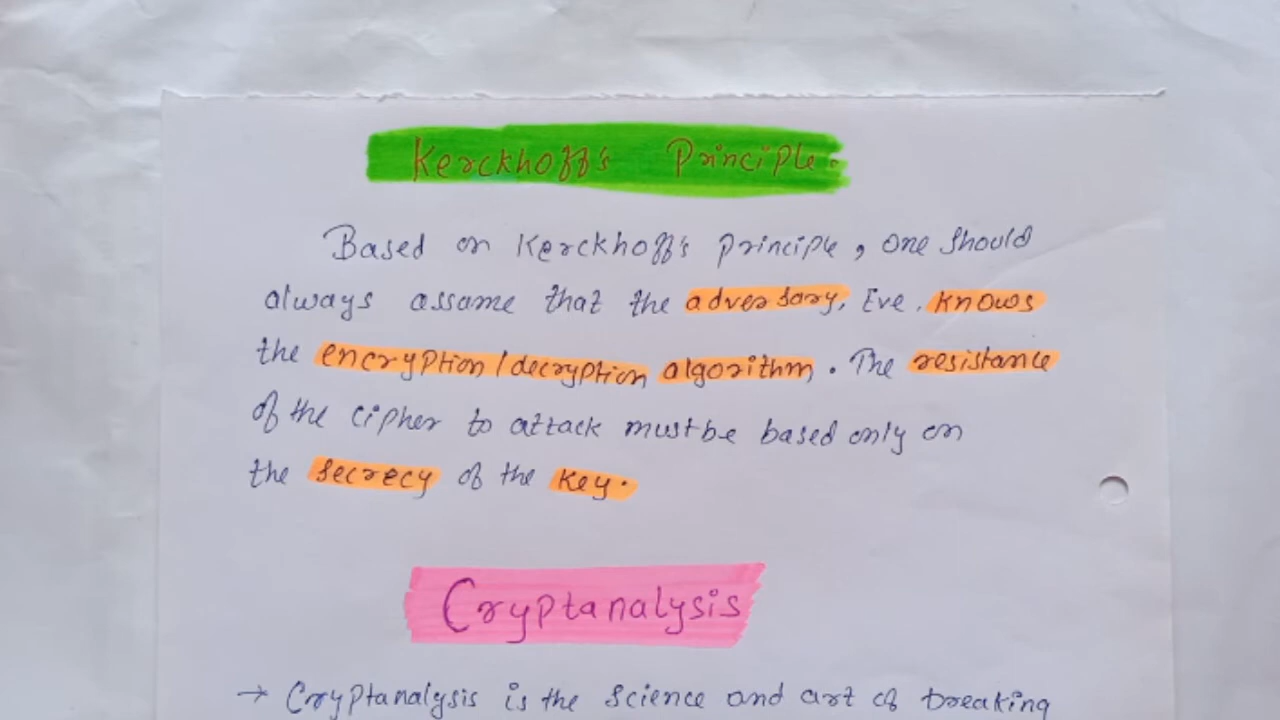 Kerckhoff's Principle.
Based on Kerckhoff's principle, one should
always assume that the adversary, Eve, knows
the encryption/decryption algorithm. The resistance
of the cipher to attack must be based only on
the secrecy of the key.
Cryptanalysis
→ Cryptanalysis is the science and art of breaking